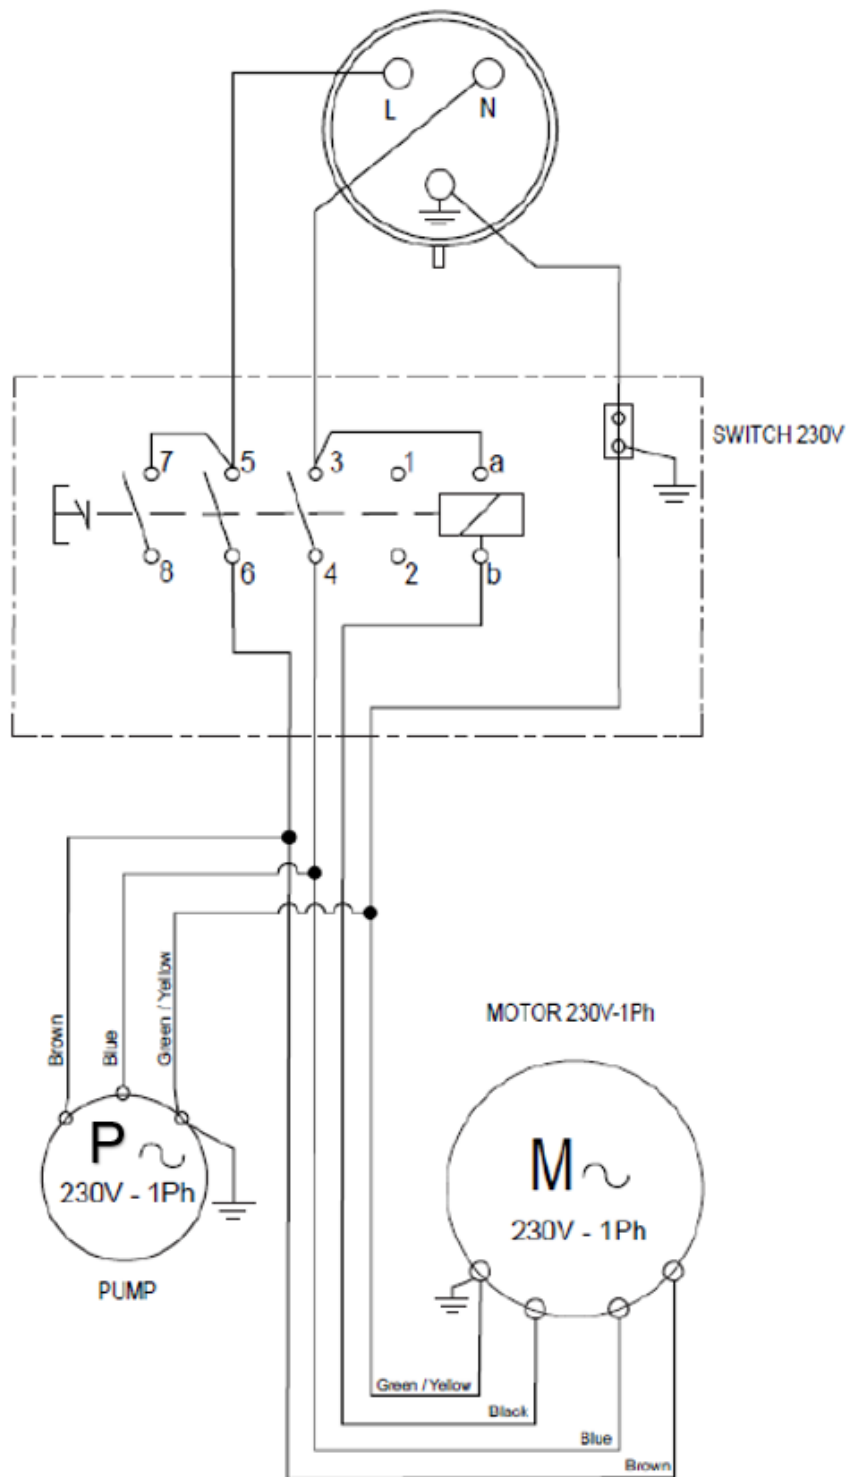 L
N
SWITCH 230V
7
5
3
1
a
8
6
4
2
b
Brown
Blue
Green / Yellow
MOTOR 230V-1Ph
P
230V - 1Ph
PUMP
M
230V - 1Ph
Green / Yellow
Black
Blue
Brown